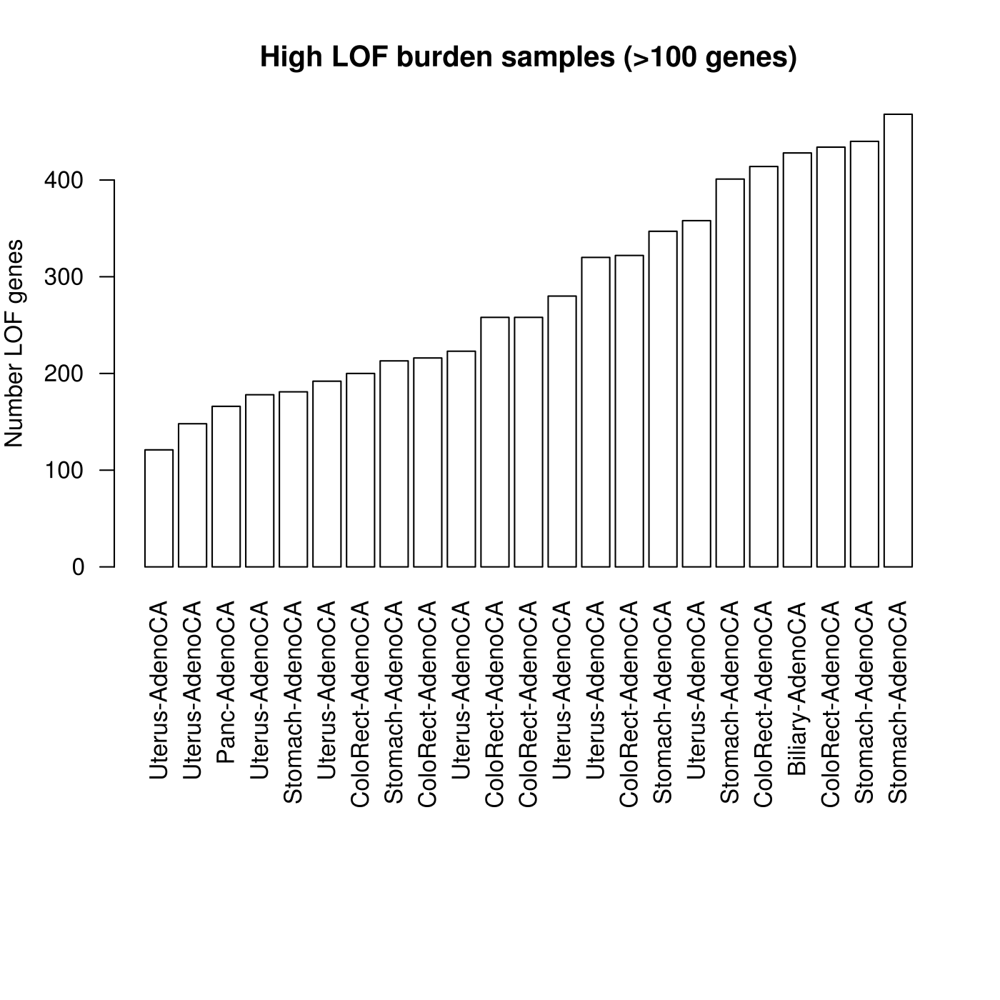 High LOF burden samples (>100 genes)
Number LOF genes
400
300
200
100
0
Uterus-AdenoCA
Uterus-AdenoCA
Panc-AdenoCA
Uterus-AdenoCA
Stomach-AdenoCA
Uterus-AdenoCA
ColoRect-AdenoCA
Stomach-AdenoCA
ColoRect-AdenoCA
Uterus-AdenoCA
ColoRect-AdenoCA
ColoRect-AdenoCA
Uterus-AdenoCA
Uterus-AdenoCA
ColoRect-AdenoCA
Stomach-AdenoCA
Uterus-AdenoCA
Stomach-AdenoCA
ColoRect-AdenoCA
Biliary-AdenoCA
ColoRect-AdenoCA
Stomach-AdenoCA
Stomach-AdenoCA